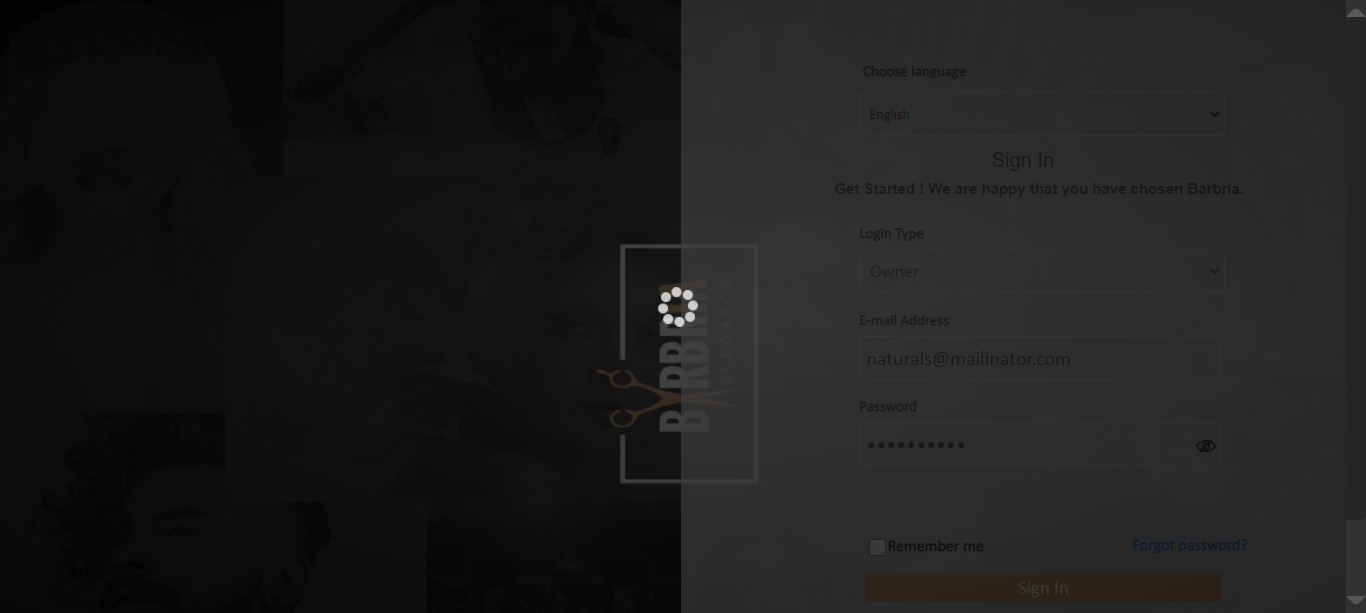 Choose language
English
Sign In
Get Started ! We are happy that you have chosen Barbria.
Login Type
Owner
BARBRIA
ELEGANCE
E-mail Address
naturals@mailinator.com
Password
••••••••••
Remember me
Forgot password?
Sign In